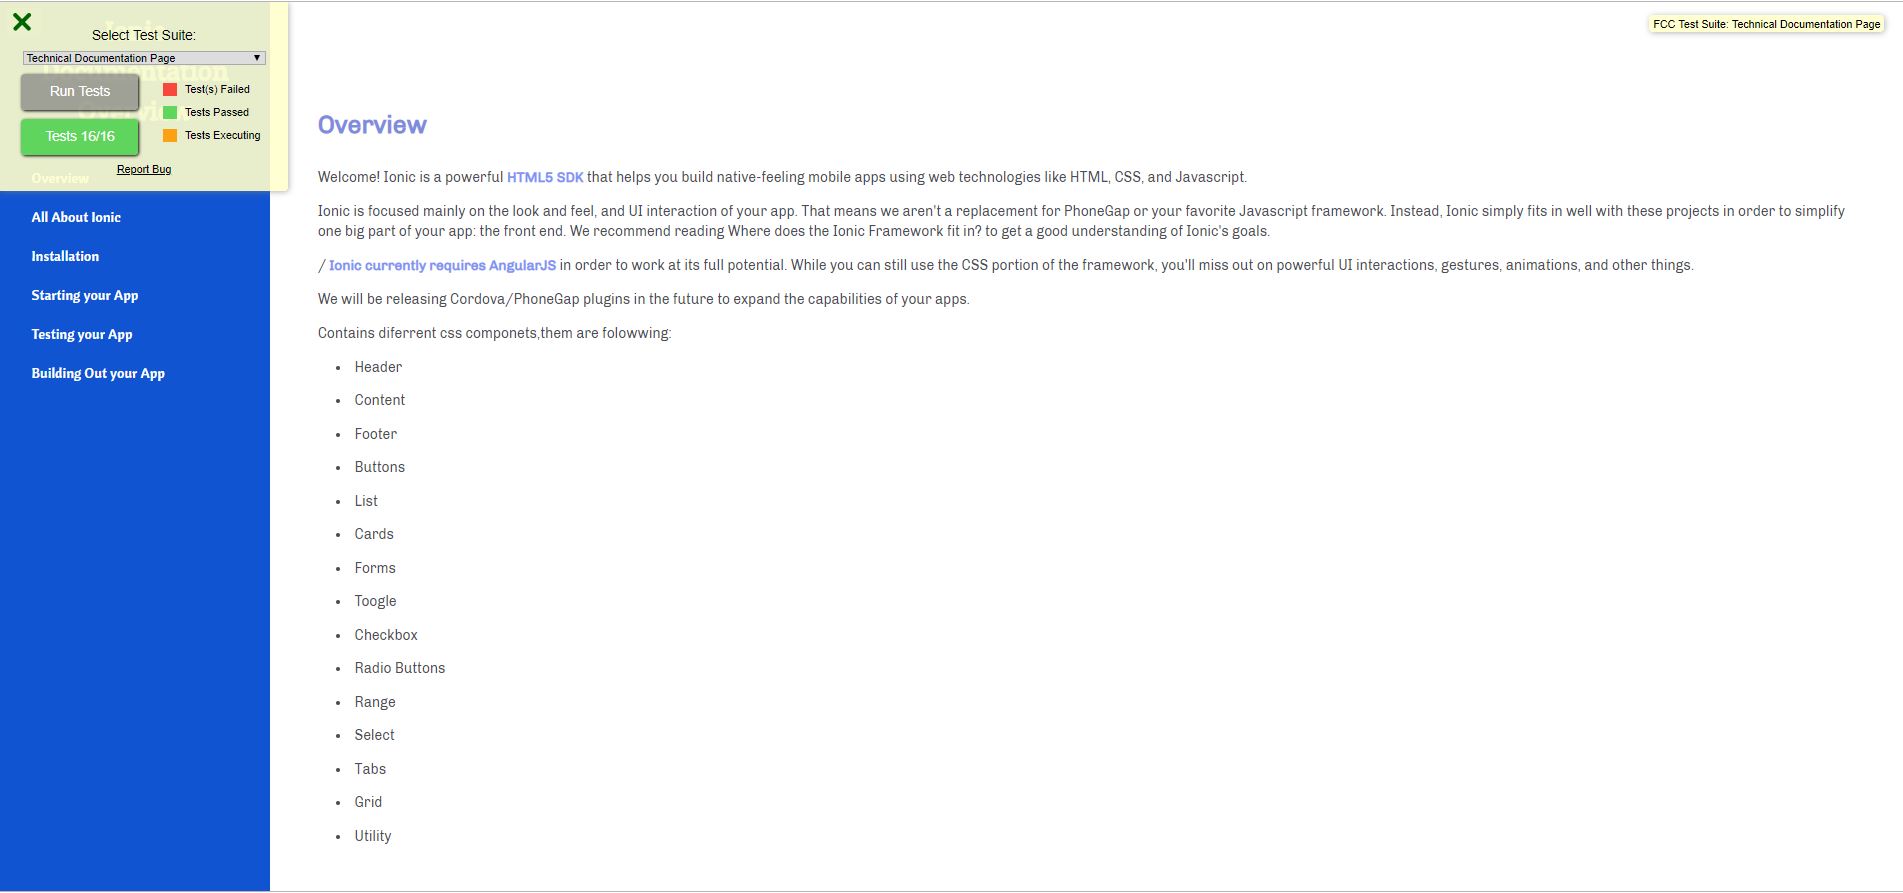 Select Test Suite:
Technical Documentation Page
Ionic
Documentation
Overview
Run Tests
Test(s) Failed
Tests Passed
Tests 16/16
Tests Executing
Report Bug
Overview
All About Ionic
Installation
Starting your App
Testing your App
Building Out your App
FCC Test Suite: Technical Documentation Page
Overview
Welcome! Ionic is a powerful HTML5 SDK that helps you build native-feeling mobile apps using web technologies like HTML, CSS, and Javascript.
Ionic is focused mainly on the look and feel, and UI interaction of your app. That means we aren't a replacement for PhoneGap or your favorite Javascript framework. Instead, Ionic simply fits in well with these projects in order to simplify
one big part of your app: the front end. We recommend reading Where does the Ionic Framework fit in? to get a good understanding of Ionic's goals.
/ Ionic currently requires AngularJS in order to work at its full potential. While you can still use the CSS portion of the framework, you'll miss out on powerful UI interactions, gestures, animations, and other things.
We will be releasing Cordova/PhoneGap plugins in the future to expand the capabilities of your apps.
Contains diferrent css componets,them are folowwing:
Header
Content
Footer
Buttons
List
Cards
Forms
Toogle
Checkbox
Radio Buttons
Range
Select
Tabs
Grid
Utility